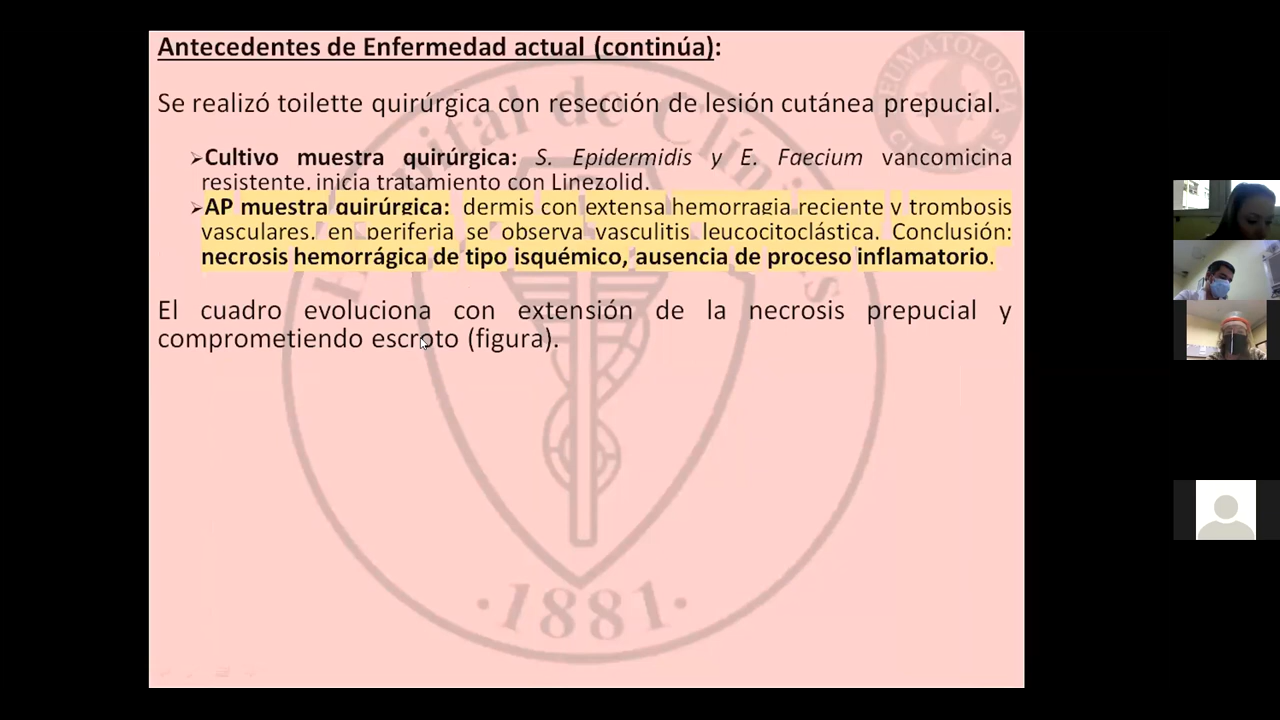 Antecedentes de Enfermedad actual (continúa):
Se realizó toilette quirúrgica con resección de lesión cutánea prepucial.
➢Cultivo muestra quirúrgica: S. Epidermidis y E. Faecium vancomicina
resistente, inicia tratamiento con Linezolid.
➢AP muestra quirúrgica: dermis con extensa hemorragia reciente y trombosis
vasculares, en periferia se observa vasculitis leucocitoclástica. Conclusión:
necrosis hemorrágica de tipo isquémico, ausencia de proceso inflamatorio.
El cuadro evoluciona con extensión de la necrosis prepucial y
comprometiendo escroto (figura).
Hospital de Clínicas
·1881·